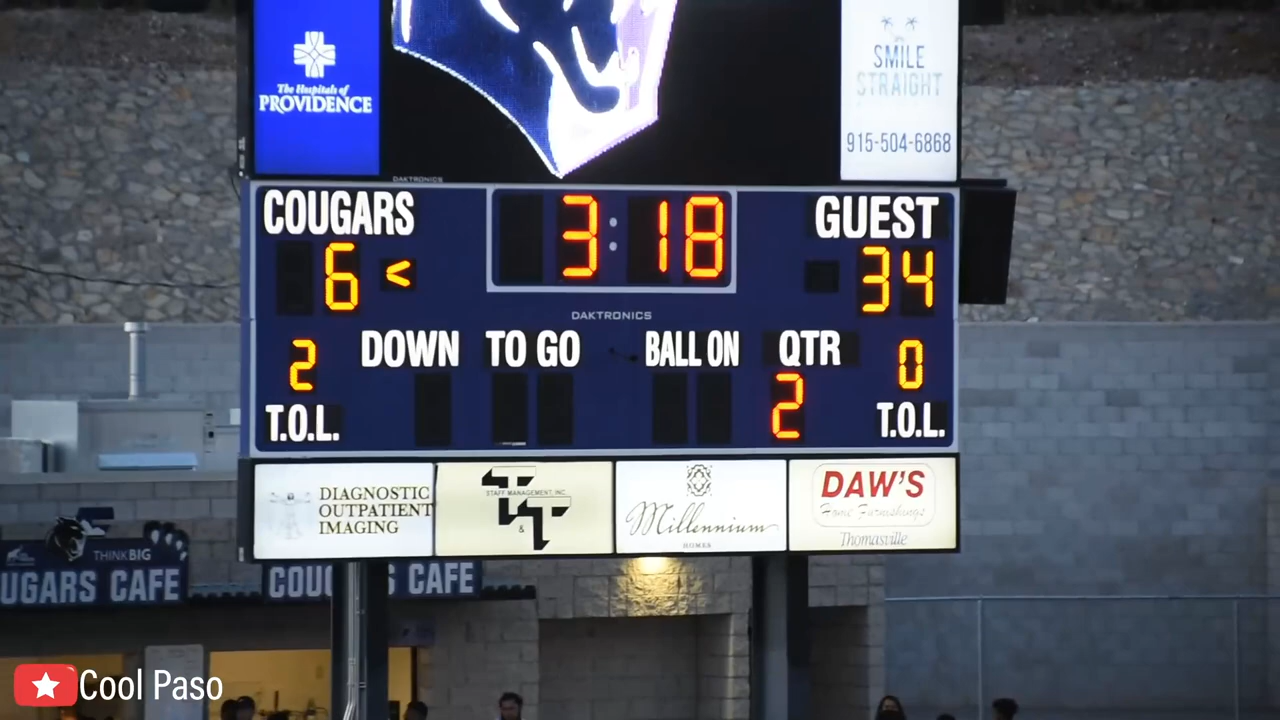 The Hospitals of
PROVIDENCE
SMILE
STRAIGHT
915-504-6868
DAKTRONICS
COUGARS
3:18
GUEST
6 <
34
DAKTRONICS
2
DOWN
TO GO
BALL ON
QTR
0
T.O.L.
2
T.O.L.
DIAGNOSTIC
OUTPATIENT
IMAGING
STAFF MANAGEMENT, INC.
T&T
Millennium
HOMES
DAW'S
Home Furnishings
Thomasville
THINKBIG
UGARS CAFE
COUG S CAFE
Cool Paso